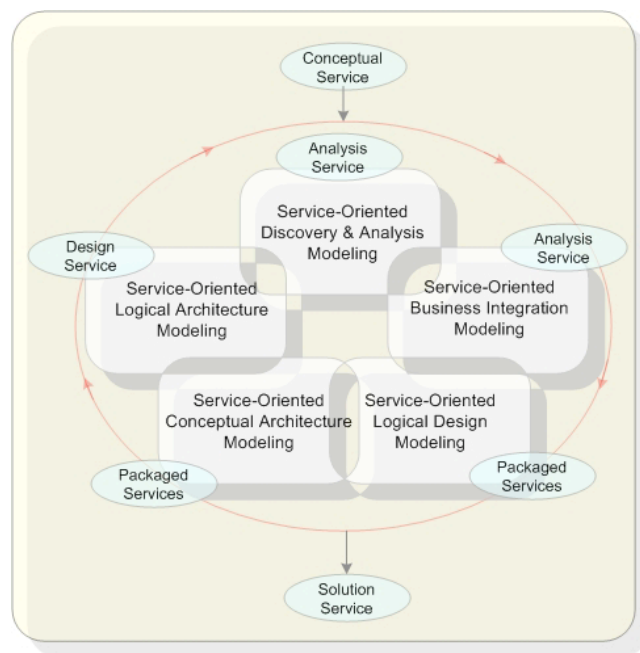 Conceptual
Service
Analysis
Service
Service-Oriented
Discovery & Analysis
Modeling
Design
Service
Analysis
Service
Service-Oriented
Logical Architecture
Modeling
Service-Oriented
Business Integration
Modeling
Service-Oriented
Conceptual Architecture
Modeling
Service-Oriented
Logical Design
Modeling
Packaged
Services
Packaged
Services
Solution
Service